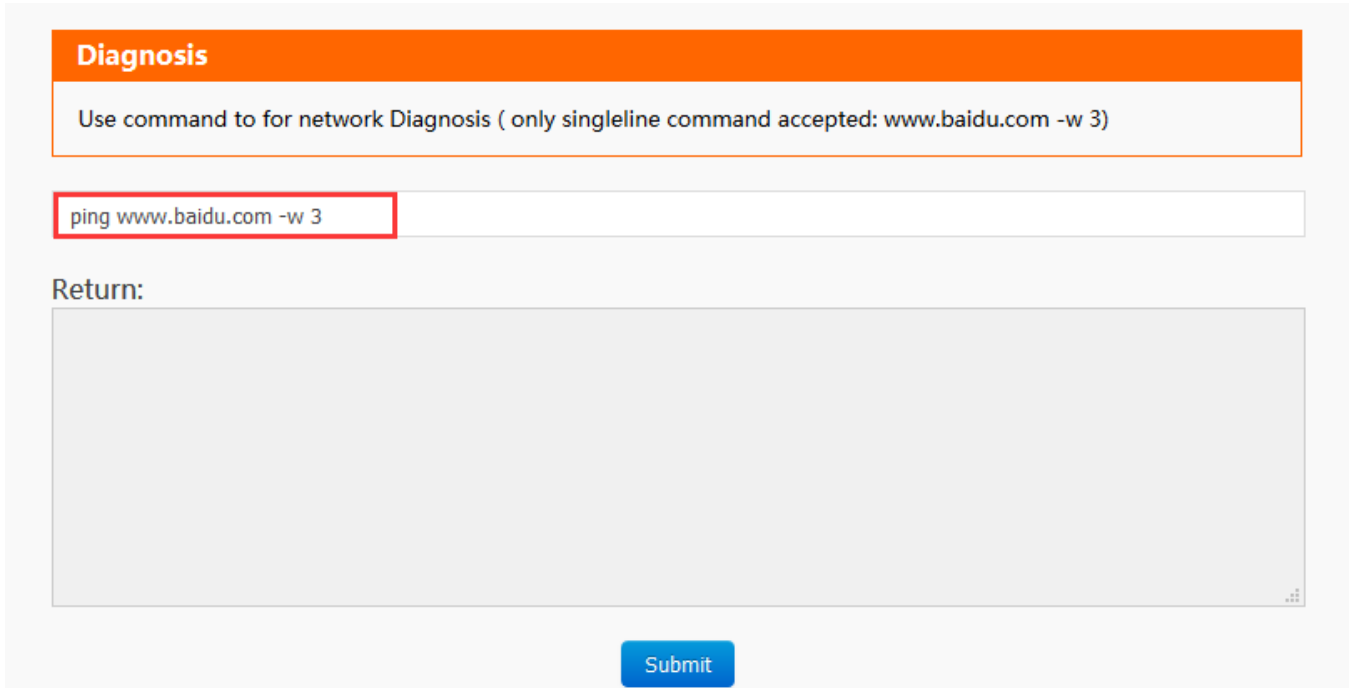 Diagnosis
Use command to for network Diagnosis ( only singleline command accepted: www.baidu.com -w 3)
ping www.baidu.com -w 3
Return:
Submit